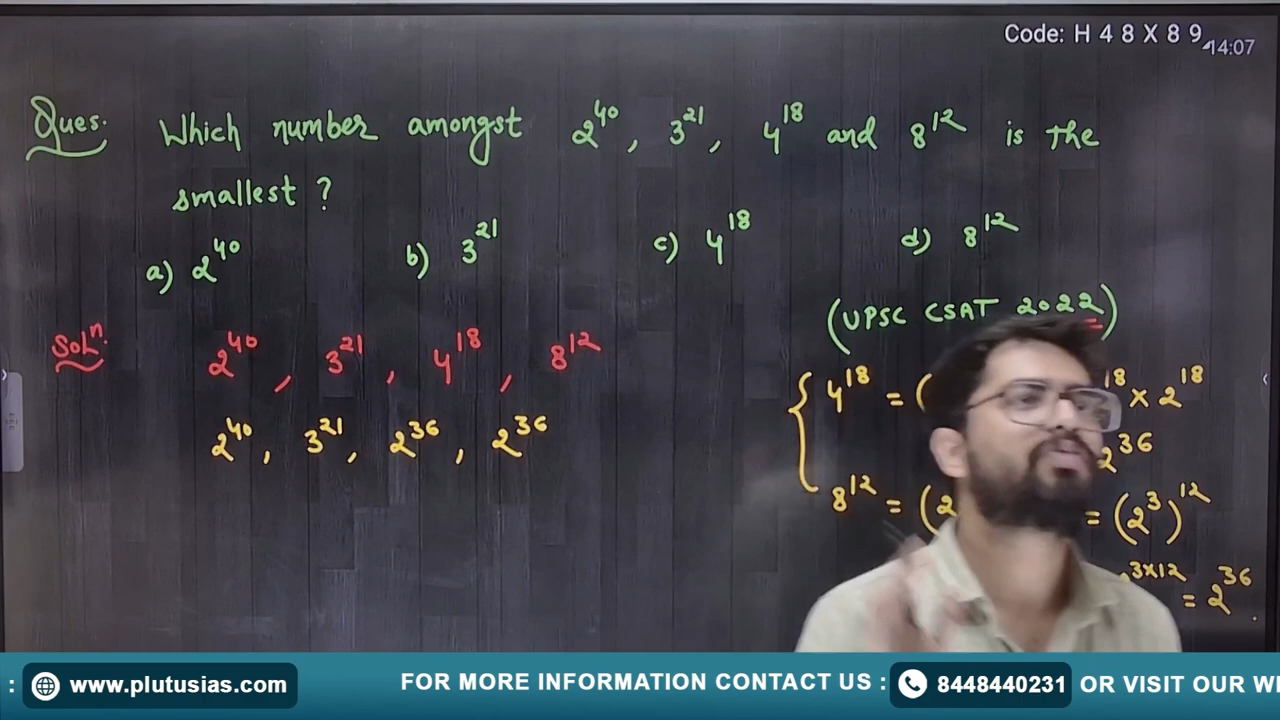 Code: H 4 8 X 8 9
14:07
Ques. Which number amongst 2^40, 3^21, 4^18 and 8^12 is the
smallest ?
a) 2^40 b) 3^21 c) 4^18 d) 8^12
(UPSC CSAT 2022)
Sol^n. 2^40, 3^21, 4^18, 8^12
2^40, 3^21, 2^36, 2^36
4^18 = ( 18 × 2^18
2^36
8^12 = (2 = (2^3)^12
3×12 = 2^36
: www.plutusias.com FOR MORE INFORMATION CONTACT US : 8448440231 OR VISIT OUR